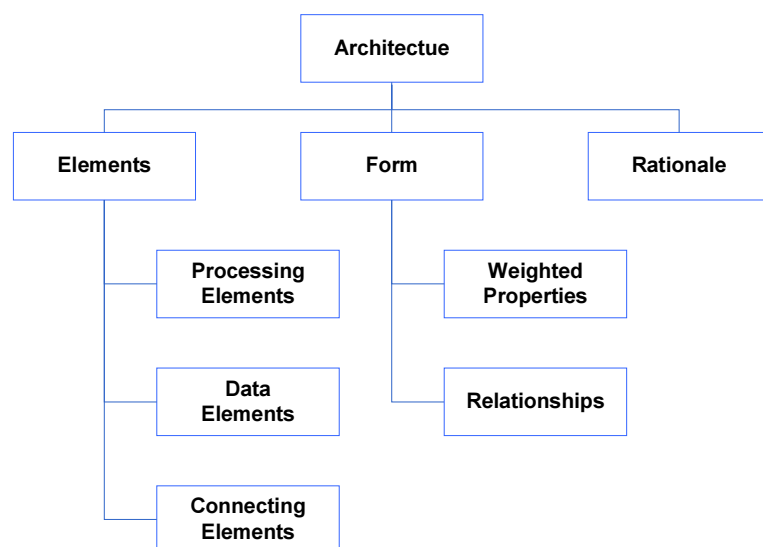 Architectue
Elements
Form
Rationale
Processing
Elements
Weighted
Properties
Data
Elements
Relationships
Connecting
Elements